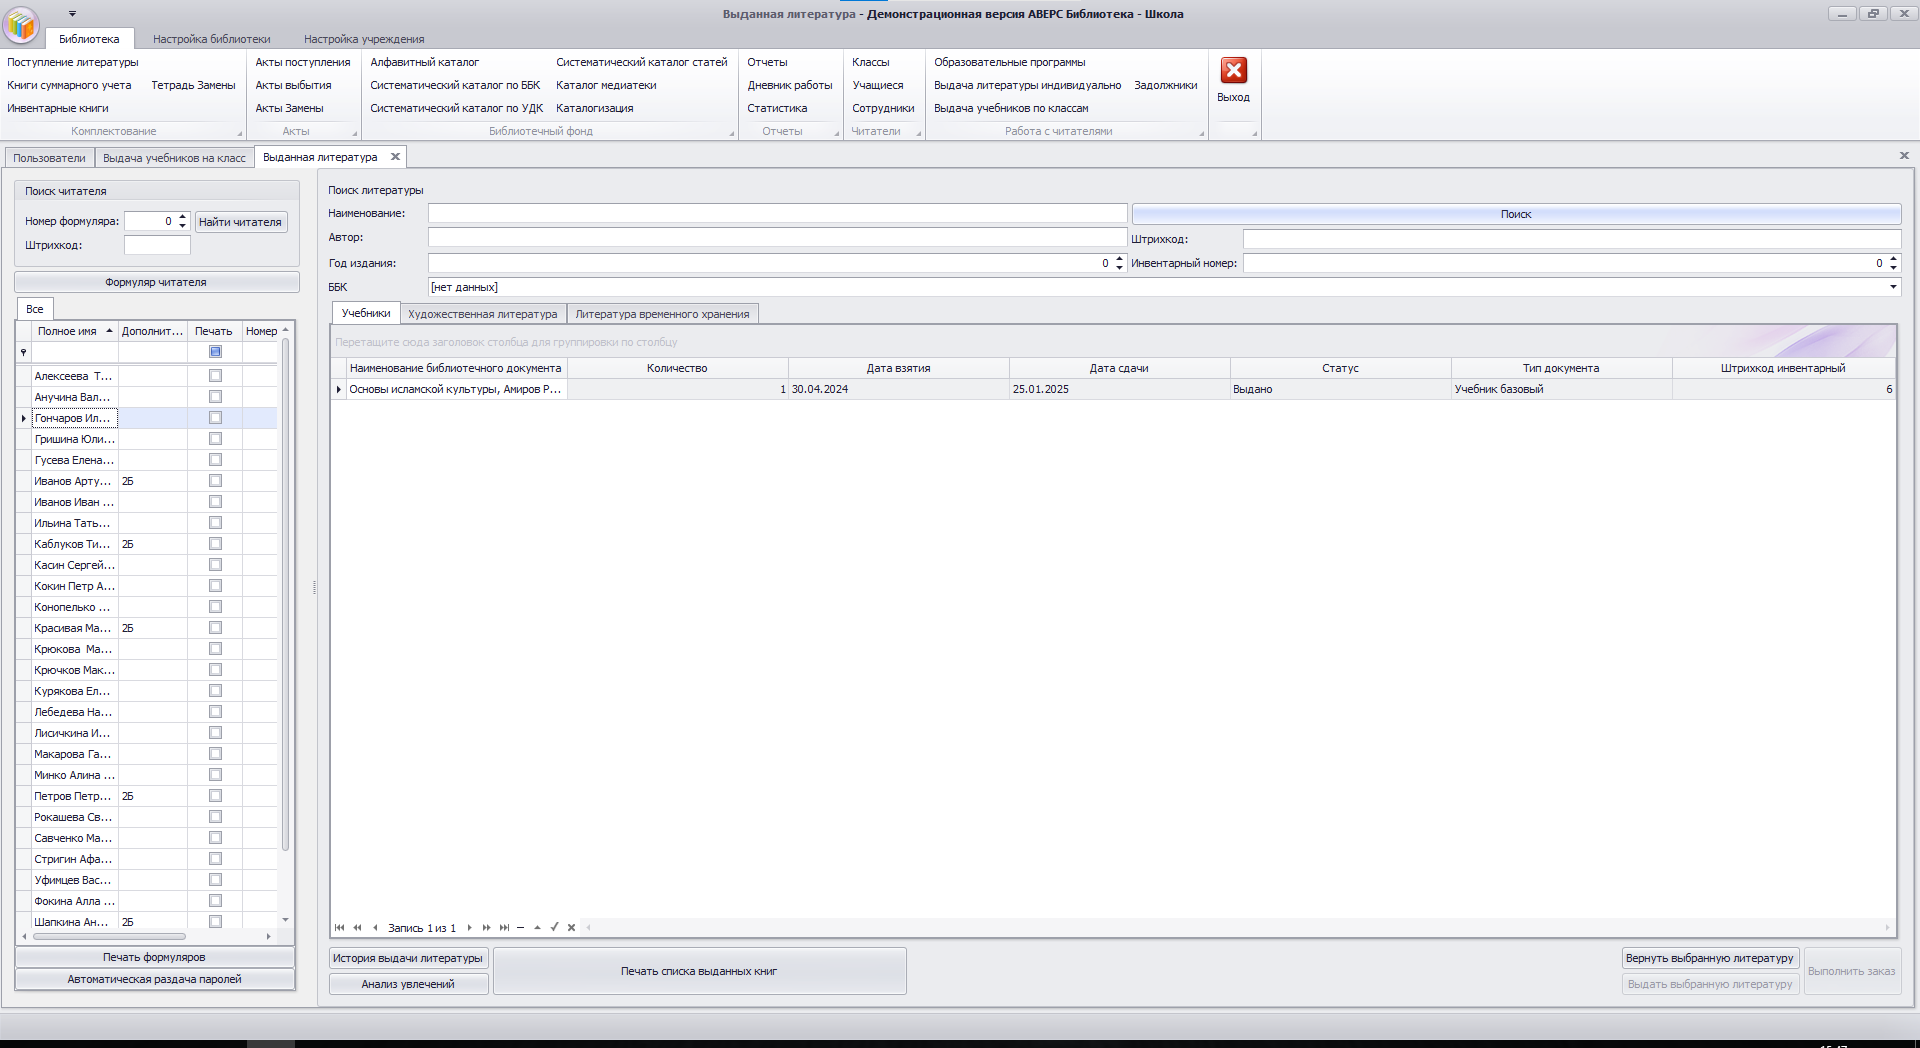 Выданная литература - Демонстрационная версия АВЕРС Библиотека - Школа
Библиотека Настройка библиотеки Настройка учреждения
Поступление литературы
Книги суммарного учета Тетрадь Замены
Инвентарные книги
Комплектование
Акты поступления
Акты выбытия
Акты Замены
Акты
Алфавитный каталог Систематический каталог статей
Систематический каталог по ББК Каталог медиатеки
Систематический каталог по УДК Каталогизация
Библиотечный фонд
Отчеты
Дневник работы
Статистика
Отчеты
Классы
Учащиеся
Сотрудники
Читатели
Образовательные программы
Выдача литературы индивидуально Задолжники
Выдача учебников по классам
Работа с читателями
Выход
Пользователи Выдача учебников на класс Выданная литература
Поиск читателя
Номер формуляра: 0 Найти читателя
Штрихкод:
Формуляр читателя
Все
Полное имя Дополнит... Печать Номер
Алексеева Т...
Анучина Вал...
Гончаров Ил...
Гришина Юли...
Гусева Елена...
Иванов Арту... 2Б
Иванов Иван ...
Ильина Тать...
Каблуков Ти... 2Б
Касин Сергей...
Кокин Петр А...
Конопелько ...
Красивая Ма... 2Б
Крюкова Ма...
Крючков Мак...
Курякова Ел...
Лебедева На...
Лисичкина И...
Макарова Га...
Минко Алина ...
Петров Петр... 2Б
Рокашева Св...
Савченко Ма...
Стригин Афа...
Уфимцев Вас...
Фокина Алла ...
Шапкина Ан... 2Б
Печать формуляров
Автоматическая раздача паролей
Поиск литературы
Наименование: Поиск
Автор: Штрихкод:
Год издания: 0 Инвентарный номер: 0
ББК [нет данных]
Учебники Художественная литература Литература временного хранения
Перетащите сюда заголовок столбца для группировки по столбцу
Наименование библиотечного документа Количество Дата взятия Дата сдачи Статус Тип документа Штрихкод инвентарный
Основы исламской культуры, Амиров Р... 1 30.04.2024 25.01.2025 Выдано Учебник базовый 6
Запись 1 из 1
История выдачи литературы
Анализ увлечений
Печать списка выданных книг
Вернуть выбранную литературу
Выдать выбранную литературу
Выполнить заказ